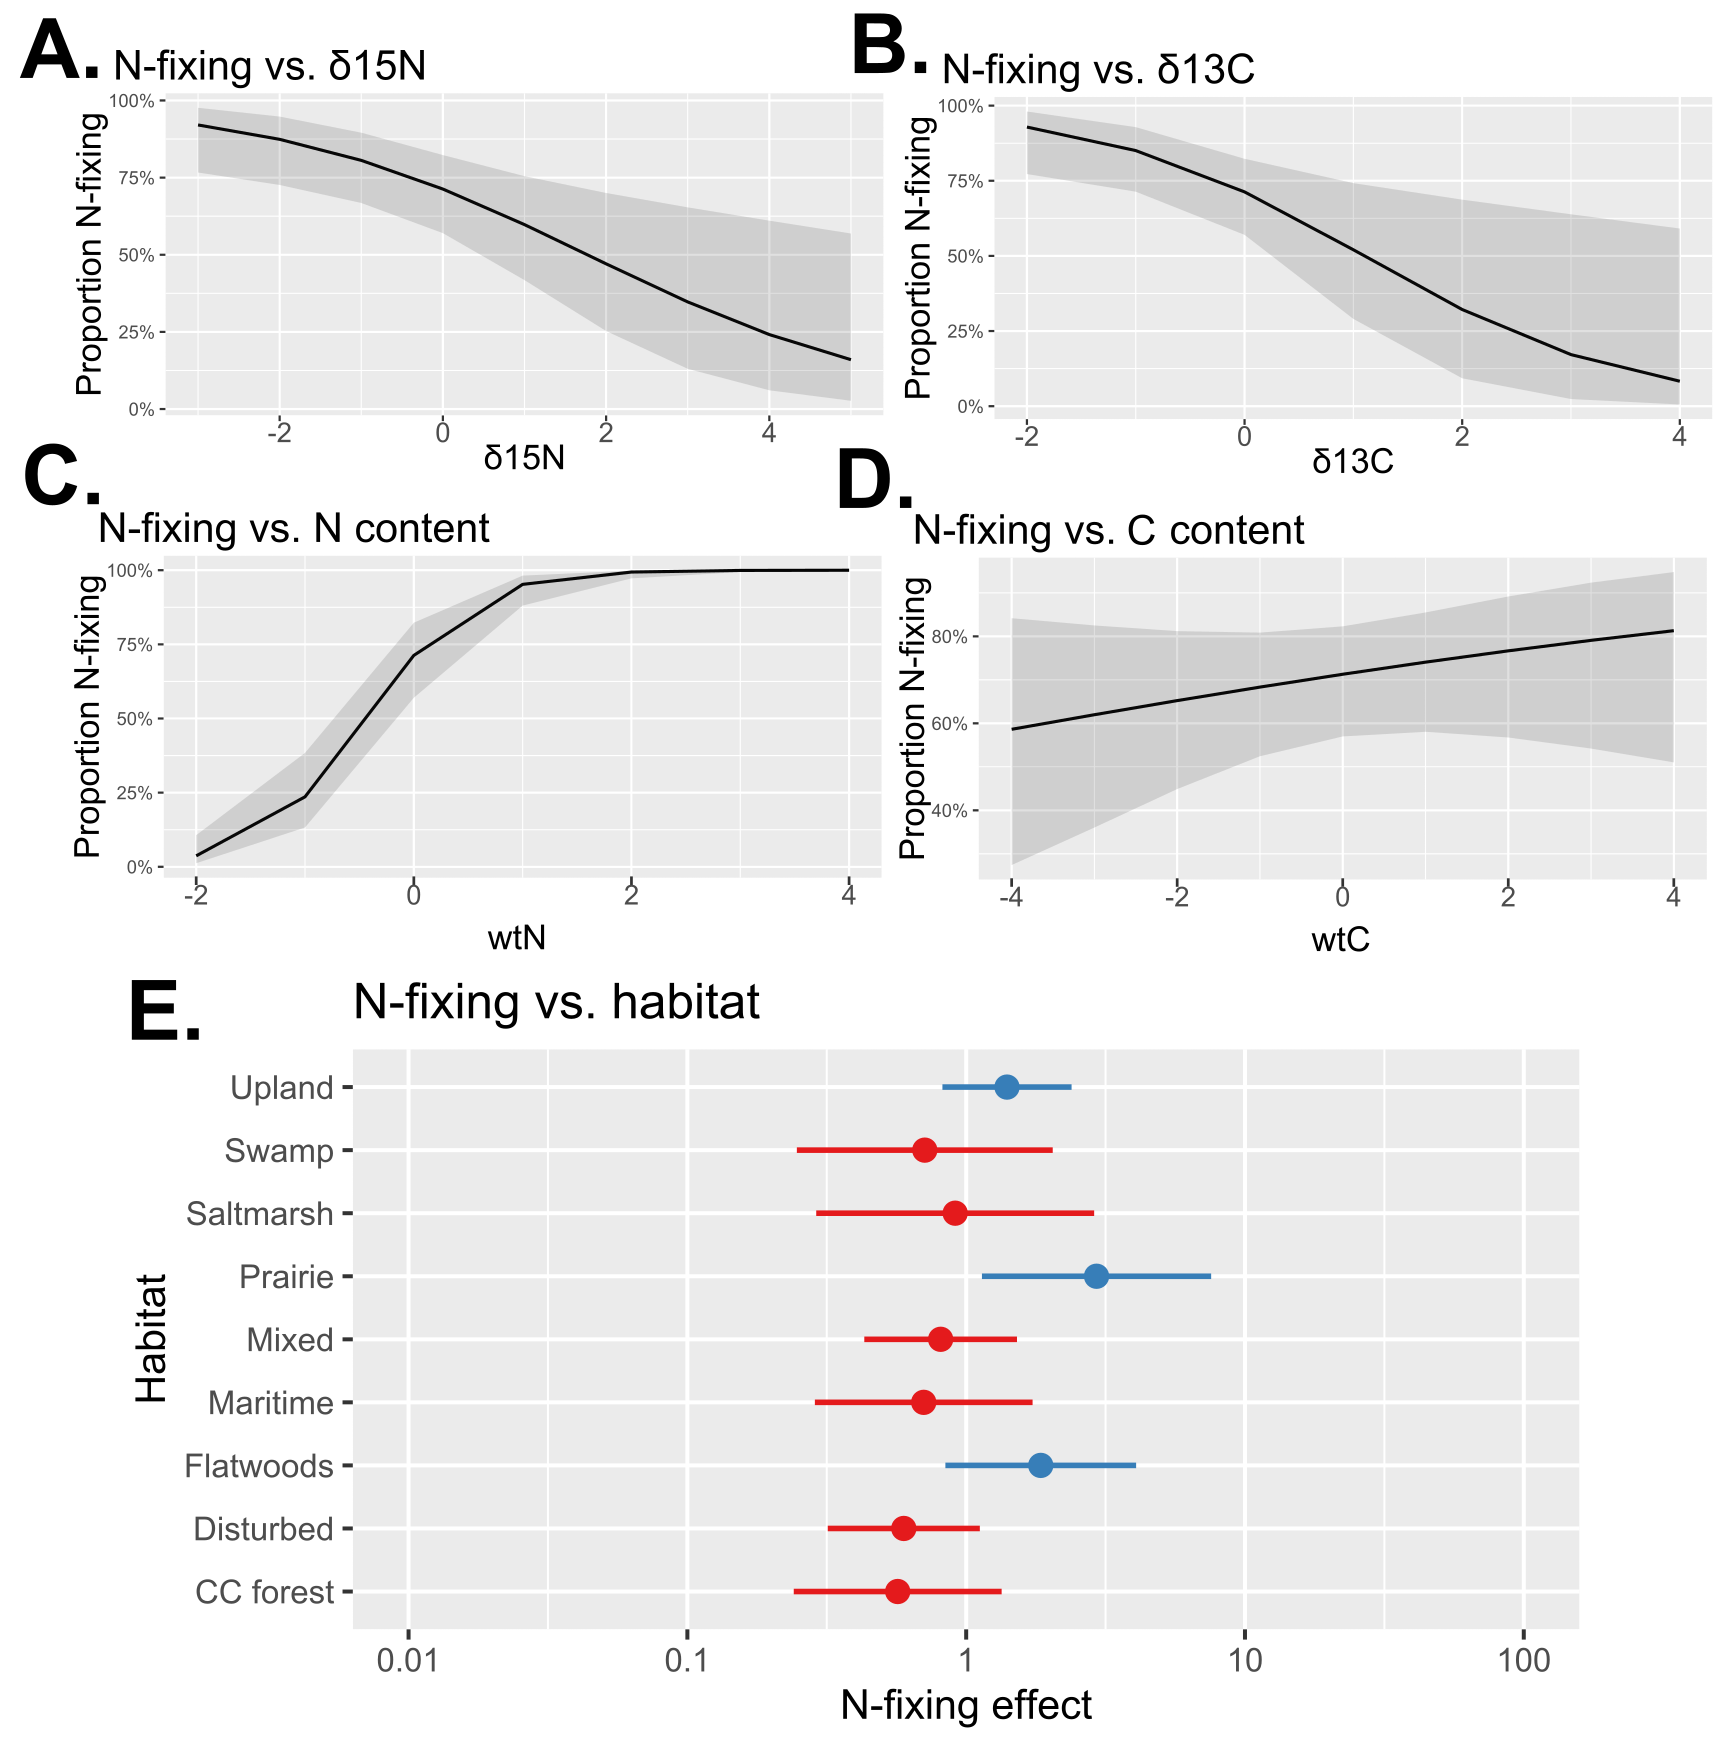 A.
N-fixing vs. δ15N
Proportion N-fixing
100%
75%
50%
25%
0%
-2 0 2 4
δ15N
B.
N-fixing vs. δ13C
Proportion N-fixing
100%
75%
50%
25%
0%
-2 0 2 4
δ13C
C.
N-fixing vs. N content
Proportion N-fixing
100%
75%
50%
25%
0%
-2 0 2 4
wtN
D.
N-fixing vs. C content
Proportion N-fixing
80%
60%
40%
-4 -2 0 2 4
wtC
E.
N-fixing vs. habitat
Habitat
Upland
Swamp
Saltmarsh
Prairie
Mixed
Maritime
Flatwoods
Disturbed
CC forest
0.01 0.1 1 10 100
N-fixing effect